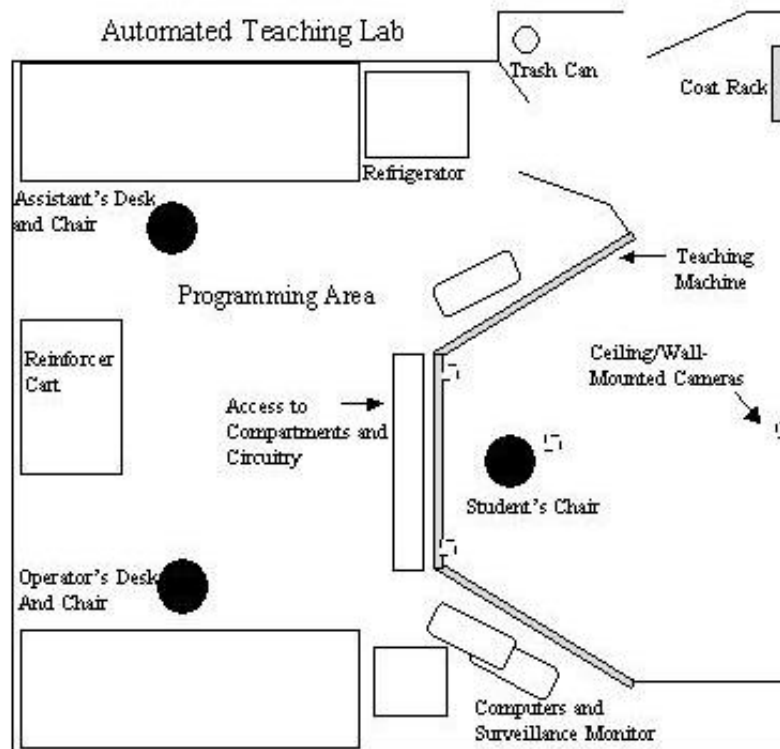 Automated Teaching Lab
Trash Can
Coat Rack
Refrigerator
Assistant's Desk
and Chair
Teaching
Machine
Programming Area
Reinforcer
Cart
Ceiling/Wall-
Mounted Cameras
Access to
Compartments and
Circuitry
Student's Chair
Operator's Desk
And Chair
Computers and
Surveillance Monitor